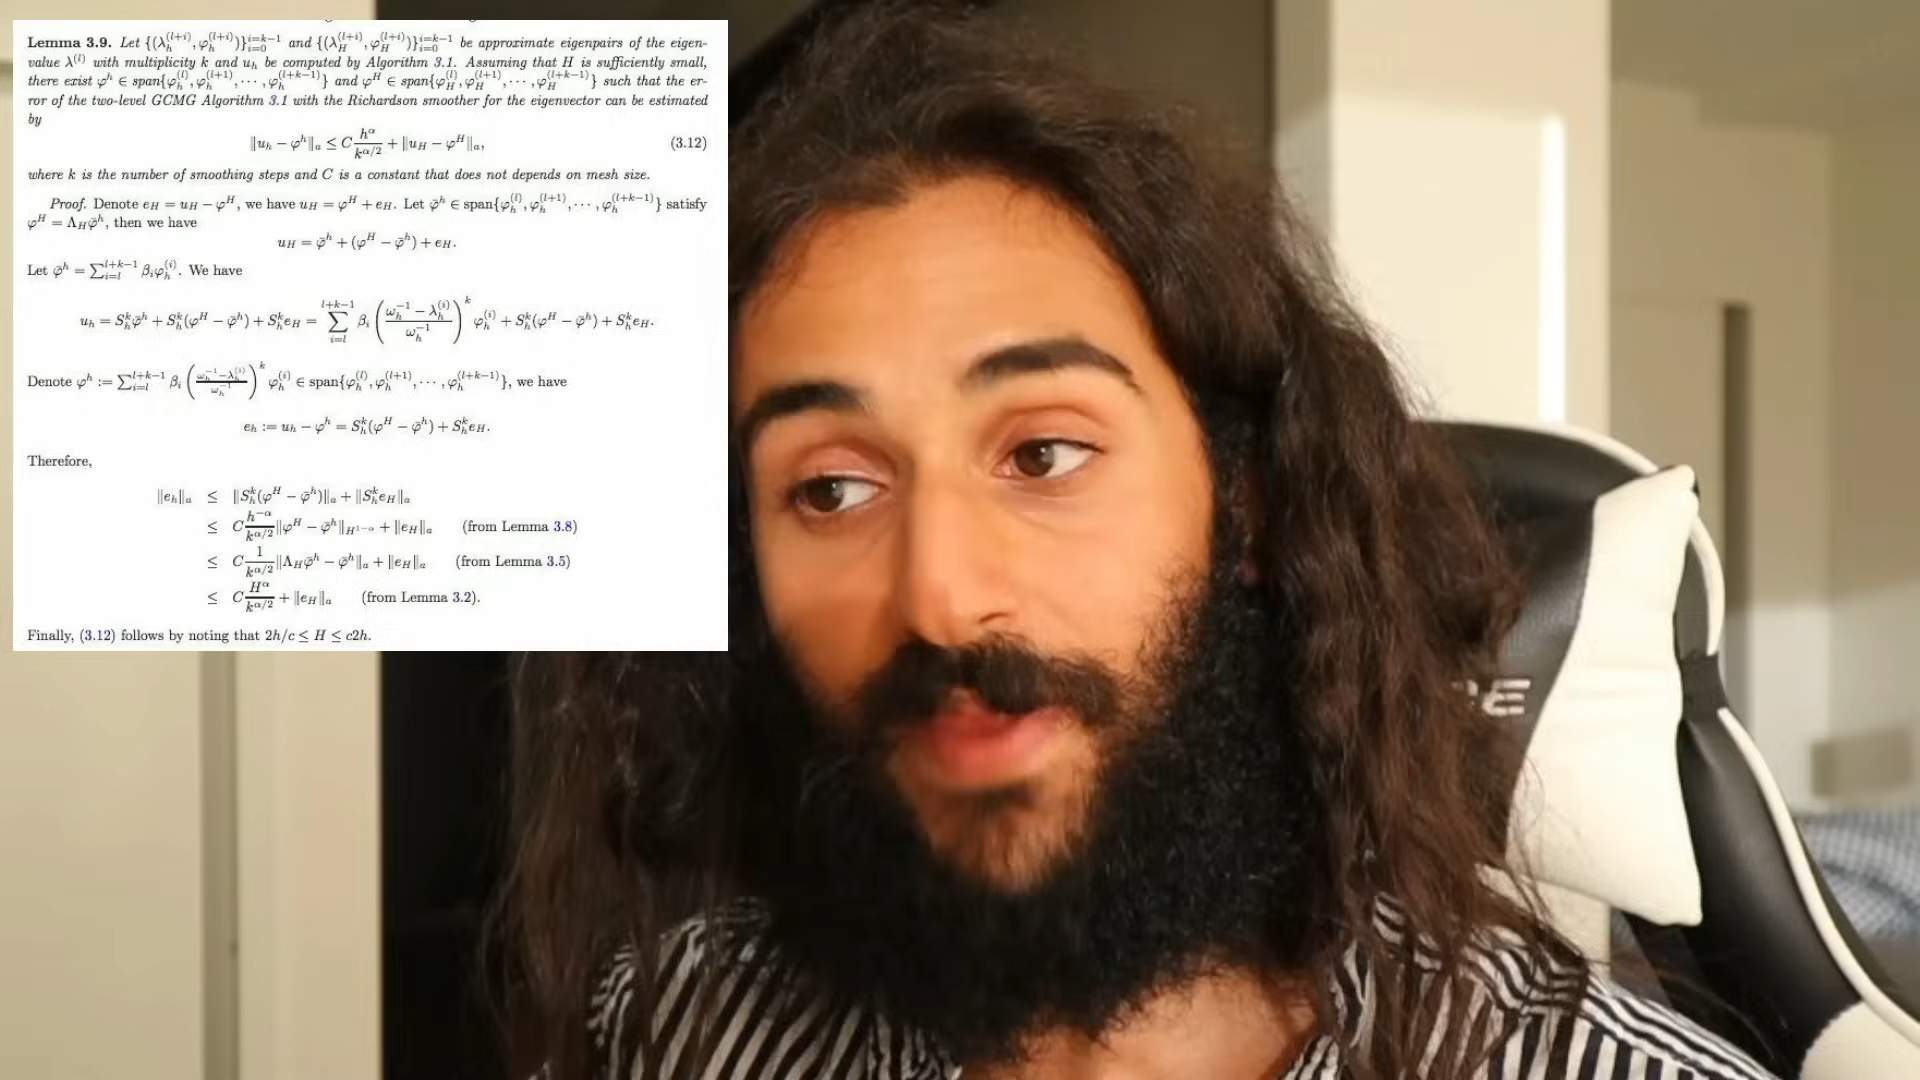 Lemma 3.9. Let {(λ_h^{(l+i)}, φ_h^{(l+i)})}_{i=0}^{i=k−1} and {(λ_H^{(l+i)}, φ_H^{(l+i)})}_{i=0}^{i=k−1} be approximate eigenpairs of the eigen-
value λ^{(l)} with multiplicity k and u_h be computed by Algorithm 3.1. Assuming that H is sufficiently small,
there exist φ^h ∈ span{φ_h^{(l)}, φ_h^{(l+1)}, ⋯, φ_h^{(l+k−1)}} and φ^H ∈ span{φ_H^{(l)}, φ_H^{(l+1)}, ⋯, φ_H^{(l+k−1)}} such that the er-
ror of the two-level GCMG Algorithm 3.1 with the Richardson smoother for the eigenvector can be estimated
by
‖u_h − φ^h‖_a ≤ C h^α/k^{α/2} + ‖u_H − φ^H‖_a, (3.12)
where k is the number of smoothing steps and C is a constant that does not depends on mesh size.
Proof. Denote e_H = u_H − φ^H, we have u_H = φ^H + e_H. Let φ̄^h ∈ span{φ_h^{(l)}, φ_h^{(l+1)}, ⋯, φ_h^{(l+k−1)}} satisfy
φ^H = Λ_H φ̄^h, then we have
u_H = φ̄^h + (φ^H − φ̄^h) + e_H.
Let φ̄^h = ∑_{i=l}^{l+k−1} β_i φ_h^{(i)}. We have
u_h = S_h^k φ̄^h + S_h^k(φ^H − φ̄^h) + S_h^k e_H = ∑_{i=l}^{l+k−1} β_i ((ω_h^{−1} − λ_h^{(i)})/ω_h^{−1})^k φ_h^{(i)} + S_h^k(φ^H − φ̄^h) + S_h^k e_H.
Denote φ^h := ∑_{i=l}^{l+k−1} β_i ((ω_h^{−1} − λ_h^{(i)})/ω_h^{−1})^k φ_h^{(i)} ∈ span{φ_h^{(l)}, φ_h^{(l+1)}, ⋯, φ_h^{(l+k−1)}}, we have
e_h := u_h − φ^h = S_h^k(φ^H − φ̄^h) + S_h^k e_H.
Therefore,
‖e_h‖_a ≤ ‖S_h^k(φ^H − φ̄^h)‖_a + ‖S_h^k e_H‖_a
≤ C h^{−α}/k^{α/2} ‖φ^H − φ̄^h‖_{H^{1−α}} + ‖e_H‖_a (from Lemma 3.8)
≤ C 1/k^{α/2} ‖Λ_H φ̄^h − φ̄^h‖_a + ‖e_H‖_a (from Lemma 3.5)
≤ C H^α/k^{α/2} + ‖e_H‖_a (from Lemma 3.2).
Finally, (3.12) follows by noting that 2h/c ≤ H ≤ c2h.